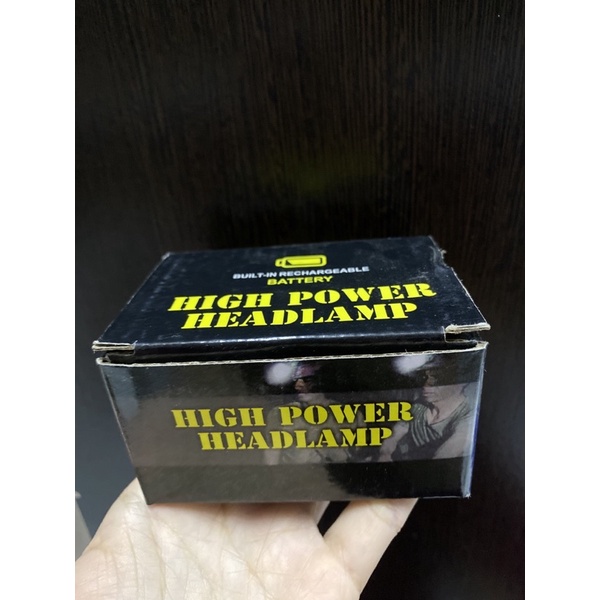 BUILT-IN RECHARGEABLE
BATTERY
HIGH POWER
HEADLAMP
HIGH POWER
HEADLAMP